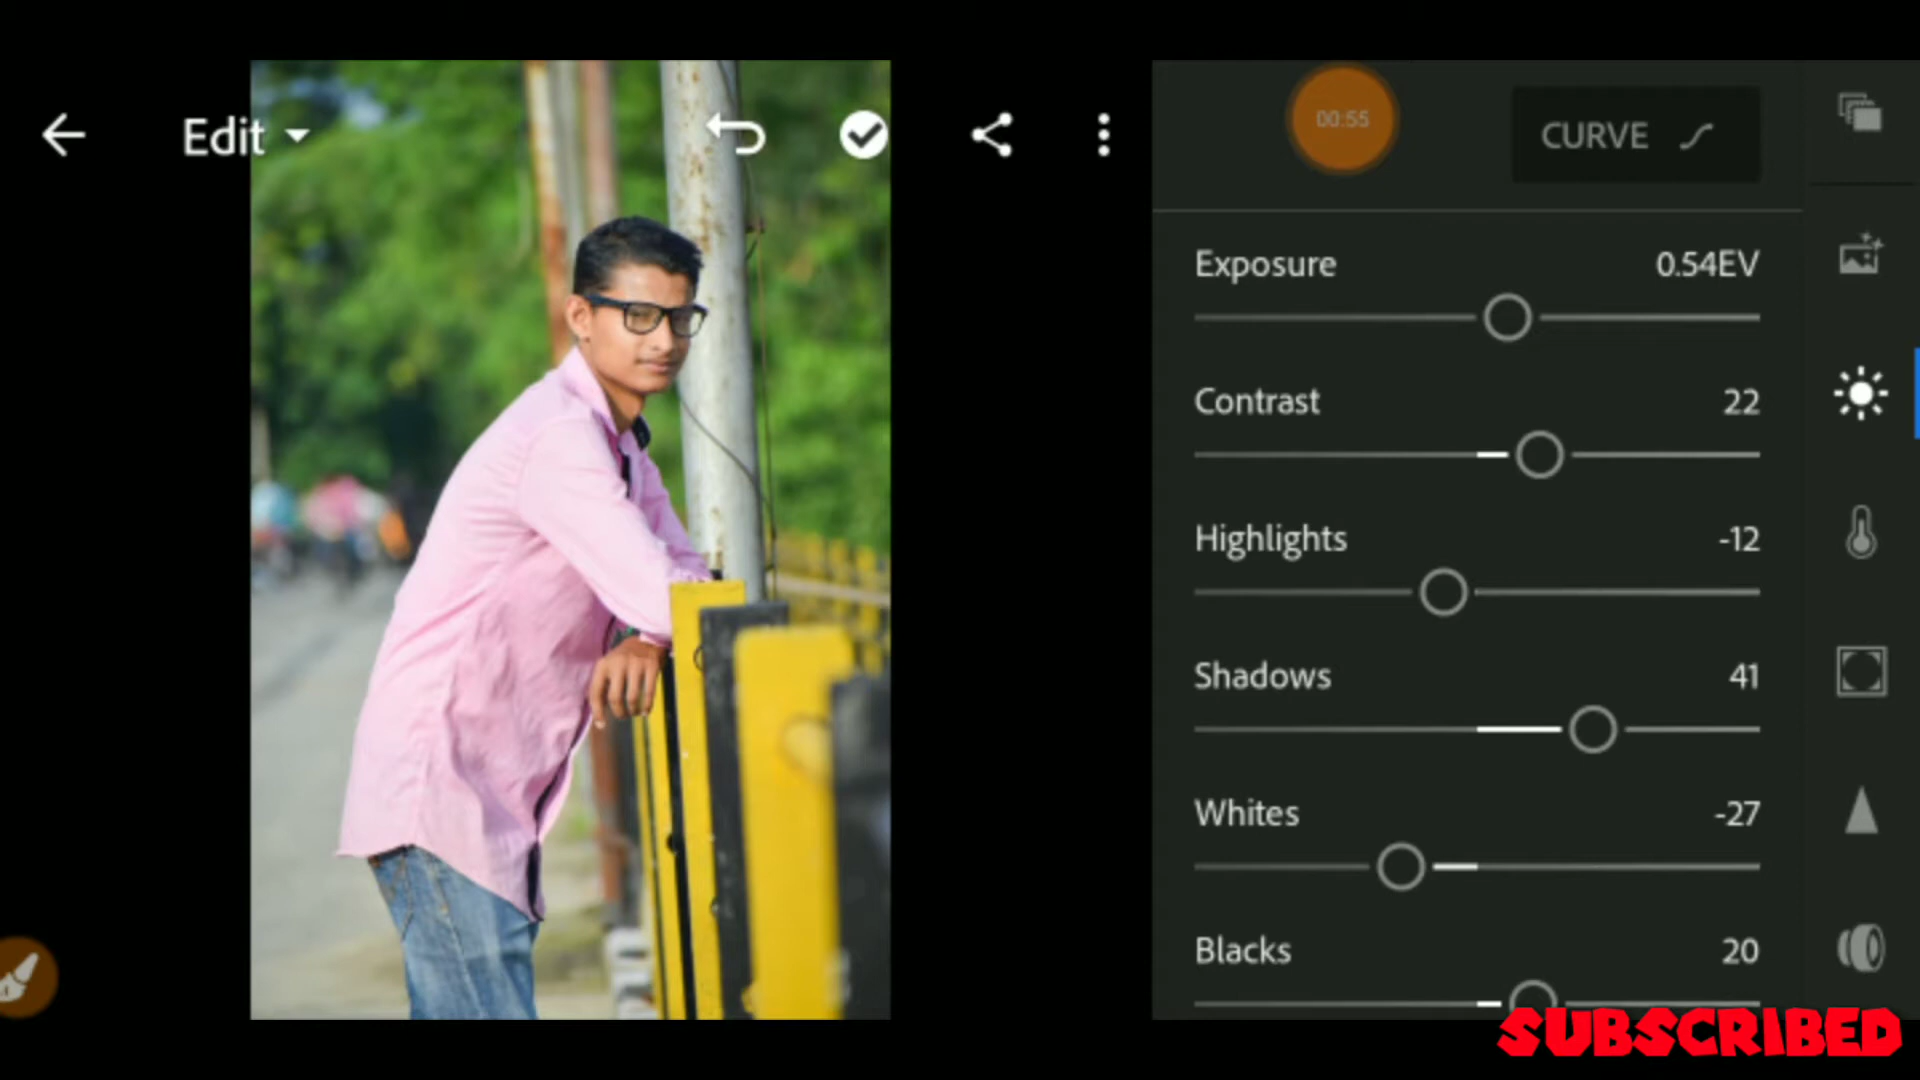 Edit
00:55
CURVE
Exposure 0.54EV
Contrast 22
Highlights -12
Shadows 41
Whites -27
Blacks 20
SUBSCRIBED